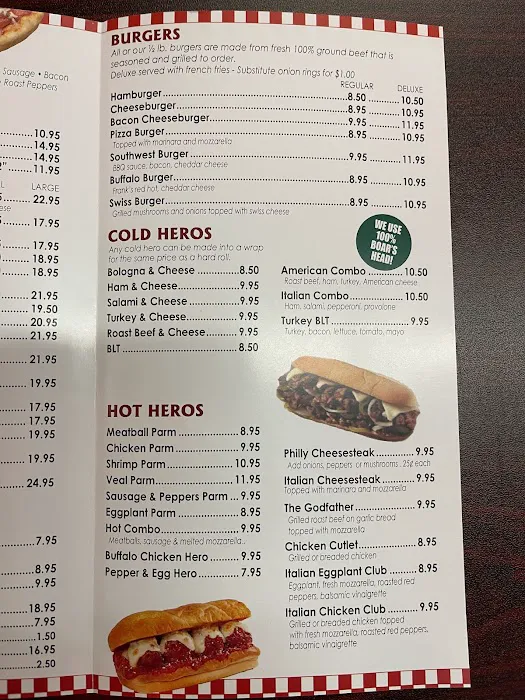 Sausage • Bacon
Roast Peppers
10.95
14.95
14.95
11.95
LARGE
22.95
17.95
17.95
18.95
18.95
21.95
19.50
20.95
21.95
21.95
19.95
17.95
17.95
19.95
19.95
24.95
7.95
8.95
9.95
18.95
7.95
1.50
16.95
2.50
BURGERS
All or our ½ lb. burgers are made from fresh 100% ground beef that is
seasoned and grilled to order.
Deluxe served with french fries - Substitute onion rings for $1.00
REGULAR DELUXE
Hamburger 8.50 10.50
Cheeseburger 8.95 10.95
Bacon Cheeseburger 9.95 11.95
Pizza Burger 8.95 10.95
Topped with marinara and mozzarella
Southwest Burger 9.95 11.95
BBQ sauce, bacon, cheddar cheese
Buffalo Burger 8.95 10.95
Frank's red hot, cheddar cheese
Swiss Burger 8.95 10.95
Grilled mushrooms and onions topped with swiss cheese
COLD HEROS
Any cold hero can be made into a wrap
for the same price as a hard roll.
Bologna & Cheese 8.50
Ham & Cheese 9.95
Salami & Cheese 9.95
Turkey & Cheese 9.95
Roast Beef & Cheese 9.95
BLT 8.50
WE USE
100%
BOAR'S
HEAD!
American Combo 10.50
Roast beef, ham, turkey, American cheese
Italian Combo 10.50
Ham, salami, pepperoni, provolone
Turkey BLT 9.95
Turkey, bacon, lettuce, tomato, mayo
HOT HEROS
Meatball Parm 8.95
Chicken Parm 9.95
Shrimp Parm 10.95
Veal Parm 11.95
Sausage & Peppers Parm 9.95
Eggplant Parm 8.95
Hot Combo 9.95
Meatballs, sausage & melted mozzarella
Buffalo Chicken Hero 9.95
Pepper & Egg Hero 7.95
Philly Cheesesteak 9.95
Add onions, peppers or mushrooms .25¢ each
Italian Cheesesteak 9.95
Topped with marinara and mozzarella
The Godfather 9.95
Grilled roast beef on garlic bread
topped with mozzarella
Chicken Cutlet 8.95
Grilled or breaded chicken
Italian Eggplant Club 8.95
Eggplant, fresh mozzarella, roasted red
peppers, balsamic vinaigrette
Italian Chicken Club 9.95
Grilled or breaded chicken topped
with fresh mozzarella, roasted red peppers,
balsamic vinaigrette